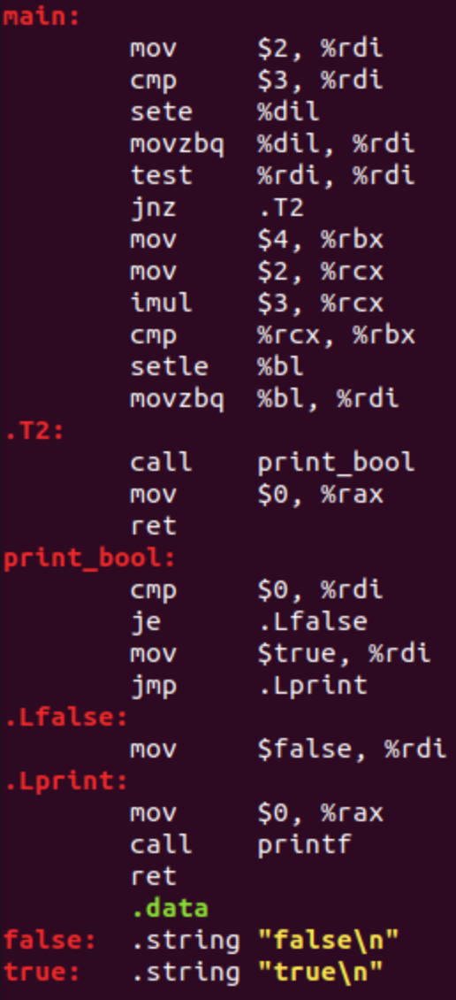 main:
        mov     $2, %rdi
        cmp     $3, %rdi
        sete    %dil
        movzbq  %dil, %rdi
        test    %rdi, %rdi
        jnz     .T2
        mov     $4, %rbx
        mov     $2, %rcx
        imul    $3, %rcx
        cmp     %rcx, %rbx
        setle   %bl
        movzbq  %bl, %rdi
.T2:
        call    print_bool
        mov     $0, %rax
        ret
print_bool:
        cmp     $0, %rdi
        je      .Lfalse
        mov     $true, %rdi
        jmp     .Lprint
.Lfalse:
        mov     $false, %rdi
.Lprint:
        mov     $0, %rax
        call    printf
        ret
        .data
false:  .string "false\n"
true:   .string "true\n"